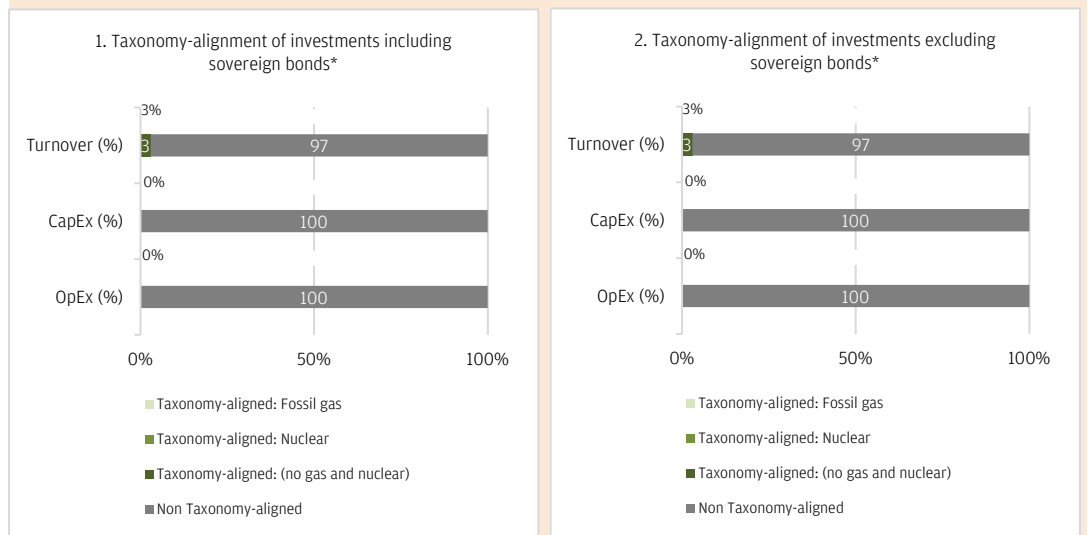 1. Taxonomy-alignment of investments including
sovereign bonds*
3%
Turnover (%)
3
97
0%
CapEx (%)
100
0%
OpEx (%)
100
0%
50%
100%
Taxonomy-aligned: Fossil gas
Taxonomy-aligned: Nuclear
Taxonomy-aligned: (no gas and nuclear)
Non Taxonomy-aligned
2. Taxonomy-alignment of investments excluding
sovereign bonds*
3%
Turnover (%)
3
97
0%
CapEx (%)
100
0%
OpEx (%)
100
0%
50%
100%
Taxonomy-aligned: Fossil gas
Taxonomy-aligned: Nuclear
Taxonomy-aligned: (no gas and nuclear)
Non Taxonomy-aligned